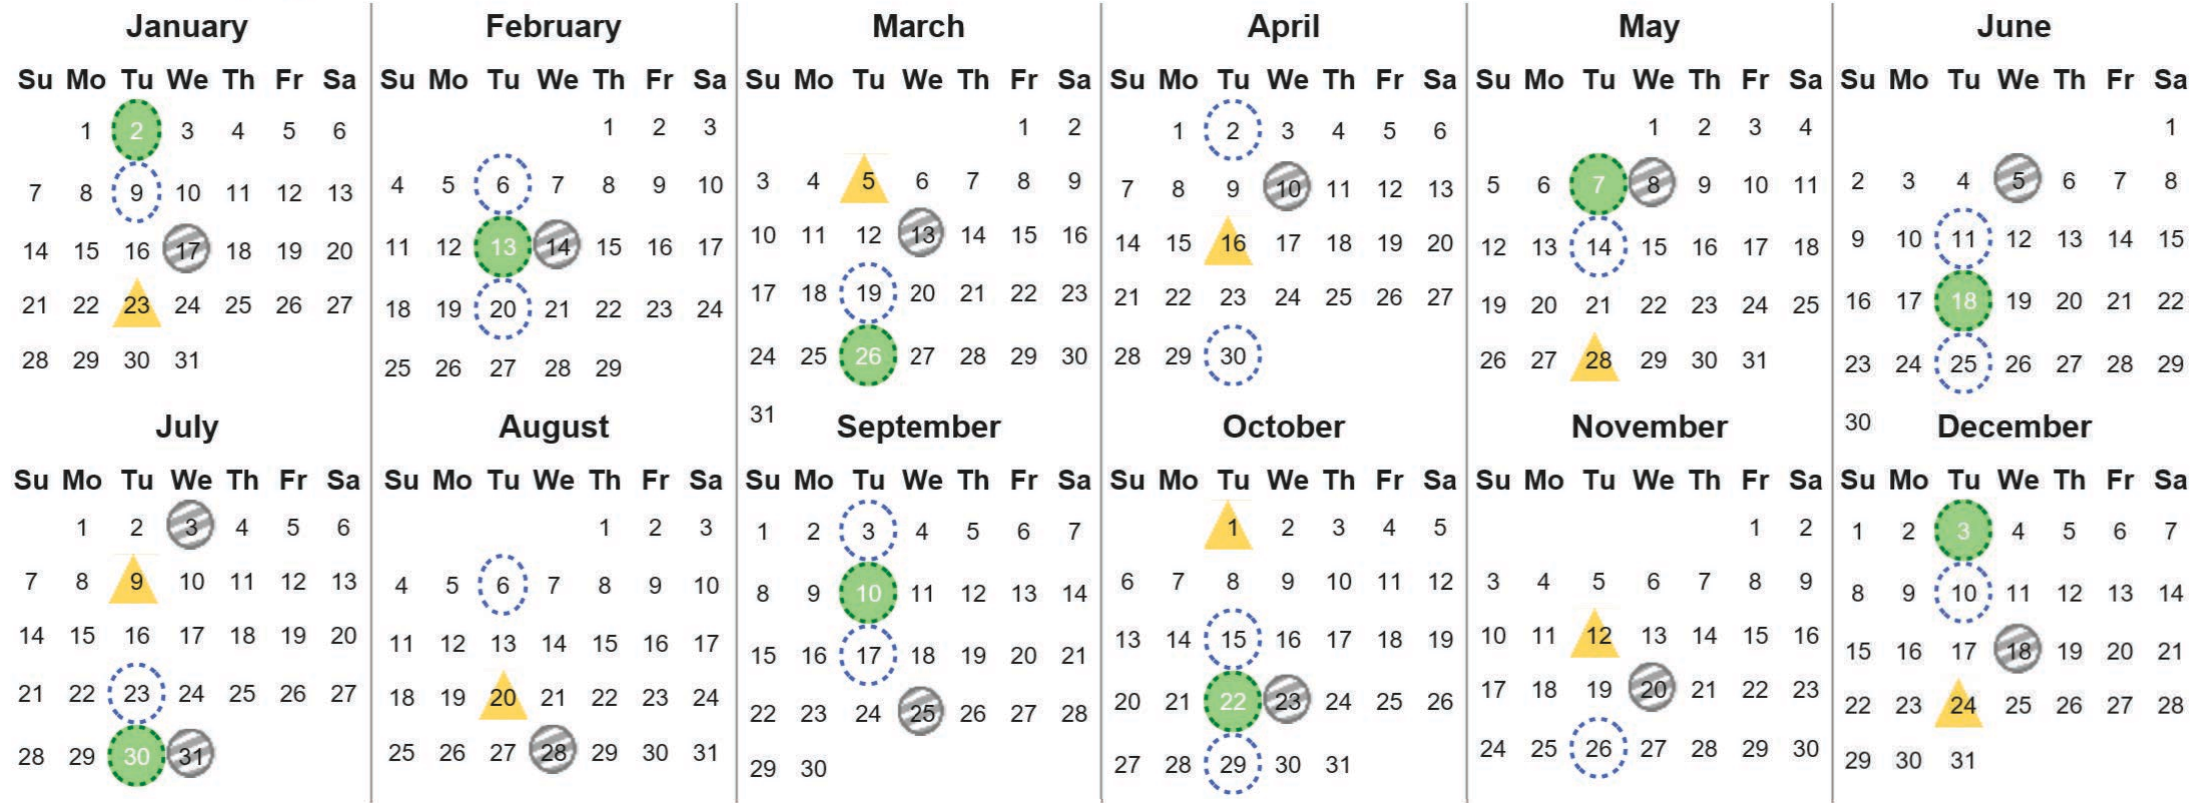 January
Su Mo Tu We Th Fr Sa
1 2 3 4 5 6
7 8 9 10 11 12 13
14 15 16 17 18 19 20
21 22 23 24 25 26 27
28 29 30 31
February
Su Mo Tu We Th Fr Sa
1 2 3
4 5 6 7 8 9 10
11 12 13 14 15 16 17
18 19 20 21 22 23 24
25 26 27 28 29
March
Su Mo Tu We Th Fr Sa
1 2
3 4 5 6 7 8 9
10 11 12 13 14 15 16
17 18 19 20 21 22 23
24 25 26 27 28 29 30
31
April
Su Mo Tu We Th Fr Sa
1 2 3 4 5 6
7 8 9 10 11 12 13
14 15 16 17 18 19 20
21 22 23 24 25 26 27
28 29 30
May
Su Mo Tu We Th Fr Sa
1 2 3 4
5 6 7 8 9 10 11
12 13 14 15 16 17 18
19 20 21 22 23 24 25
26 27 28 29 30 31
June
Su Mo Tu We Th Fr Sa
1
2 3 4 5 6 7 8
9 10 11 12 13 14 15
16 17 18 19 20 21 22
23 24 25 26 27 28 29
30
July
Su Mo Tu We Th Fr Sa
1 2 3 4 5 6
7 8 9 10 11 12 13
14 15 16 17 18 19 20
21 22 23 24 25 26 27
28 29 30 31
August
Su Mo Tu We Th Fr Sa
1 2 3
4 5 6 7 8 9 10
11 12 13 14 15 16 17
18 19 20 21 22 23 24
25 26 27 28 29 30 31
September
Su Mo Tu We Th Fr Sa
1 2 3 4 5 6 7
8 9 10 11 12 13 14
15 16 17 18 19 20 21
22 23 24 25 26 27 28
29 30
October
Su Mo Tu We Th Fr Sa
1 2 3 4 5
6 7 8 9 10 11 12
13 14 15 16 17 18 19
20 21 22 23 24 25 26
27 28 29 30 31
November
Su Mo Tu We Th Fr Sa
1 2
3 4 5 6 7 8 9
10 11 12 13 14 15 16
17 18 19 20 21 22 23
24 25 26 27 28 29 30
December
Su Mo Tu We Th Fr Sa
1 2 3 4 5 6 7
8 9 10 11 12 13 14
15 16 17 18 19 20 21
22 23 24 25 26 27 28
29 30 31